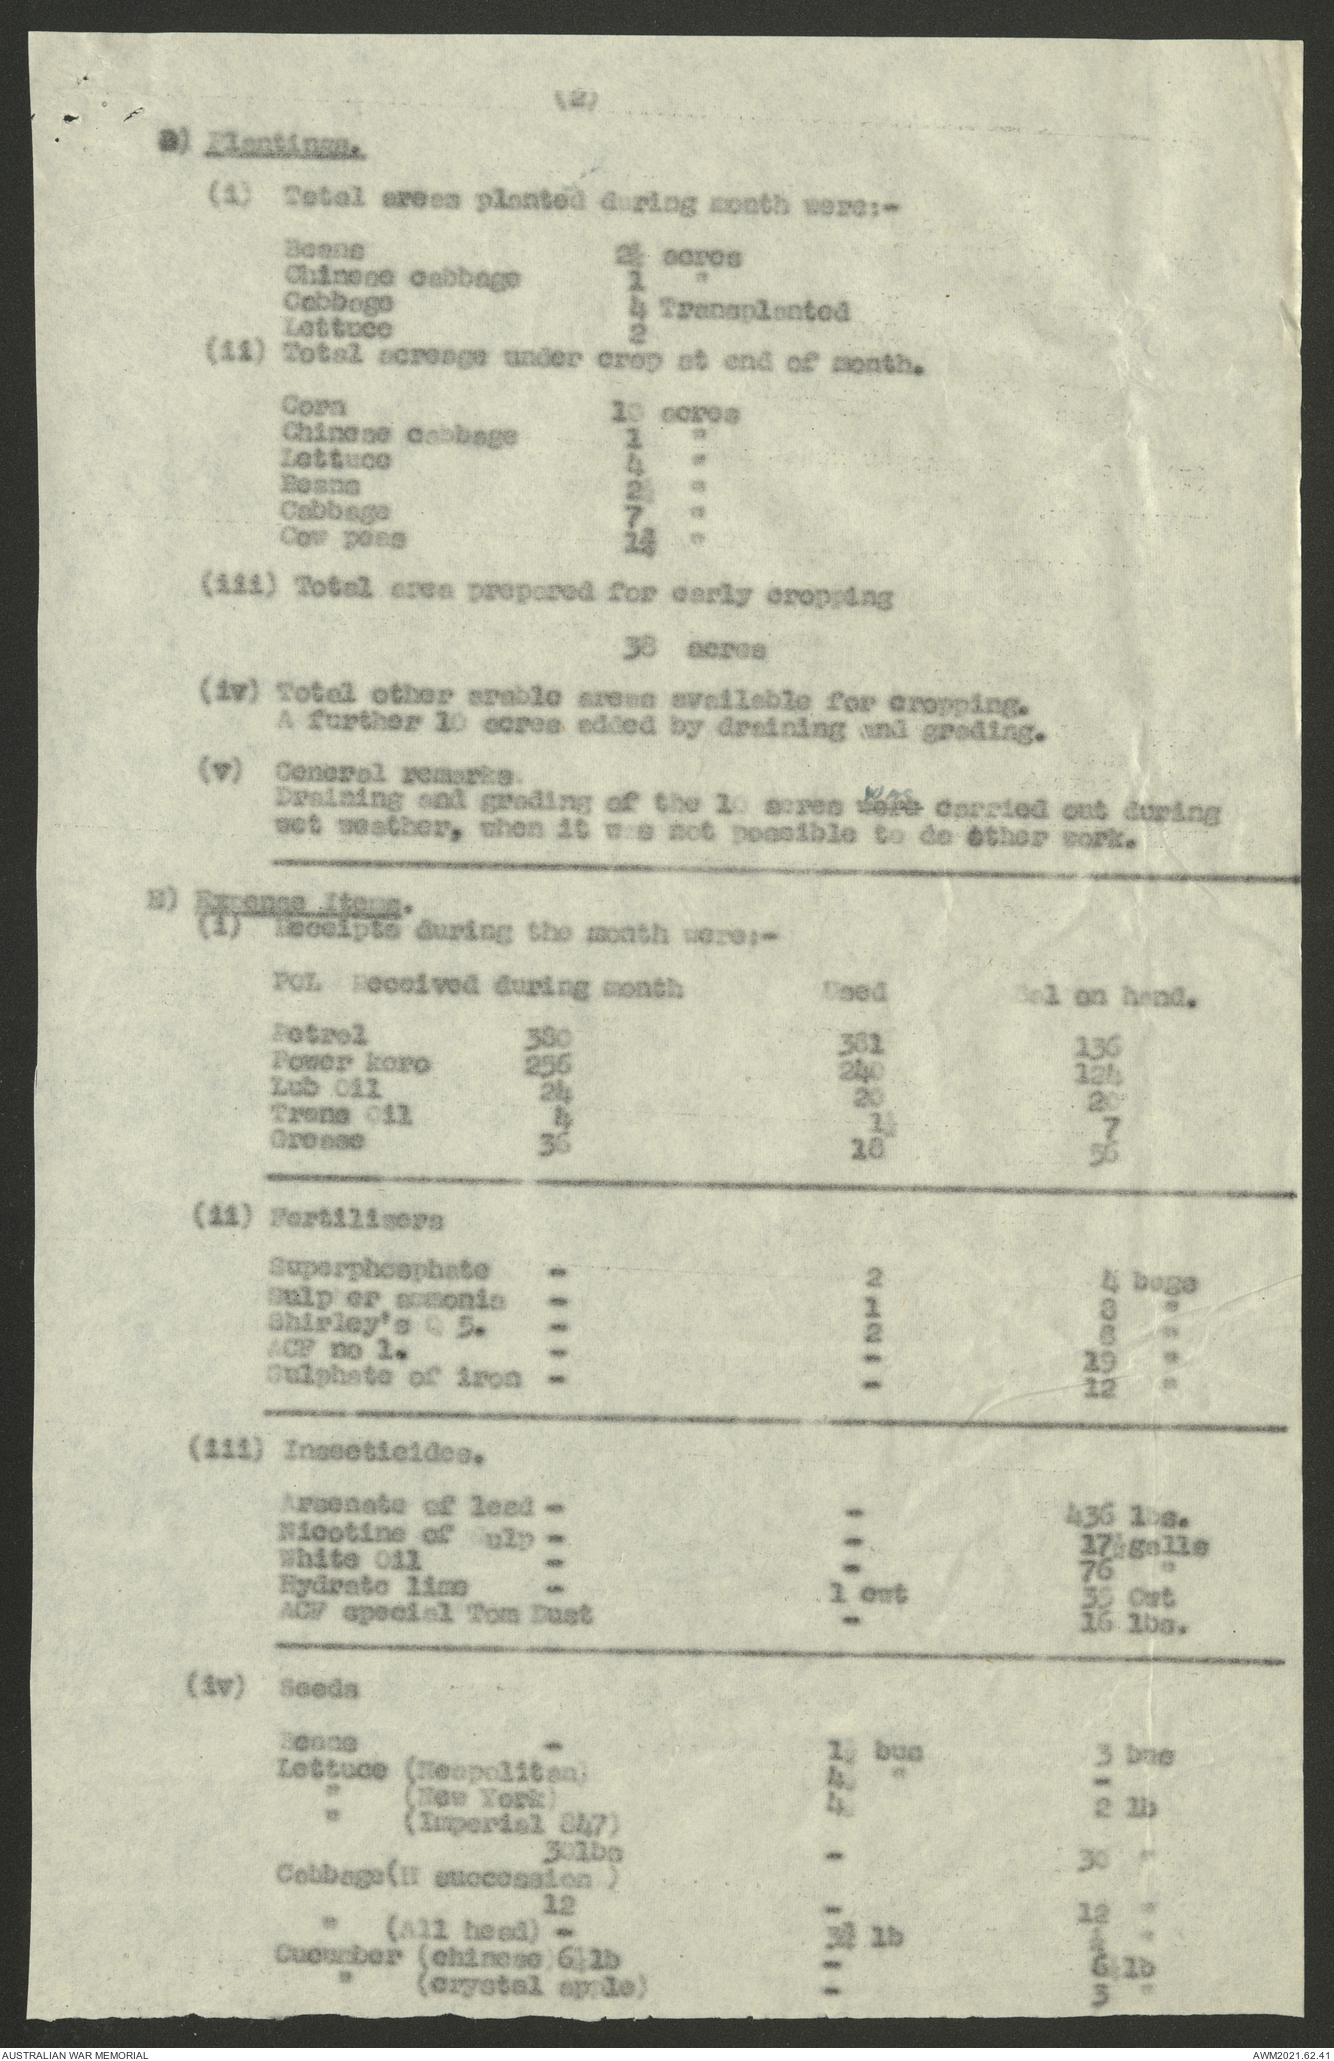 (2)
D) Plantings.
(i) Total areas planted during month were:-
Beans 2½ acres
Chinese cabbage 1 "
Cabbage 4 Transplanted
Lettuce 2
(ii) Total acreage under crop at end of month.
Corn acres
Chinese cabbage 1 "
Lettuce 4 "
Beans 2½ "
Cabbage 7 "
Cow peas 1¾ "
(iii) Total area prepared for early cropping
38 acres
(iv) Total other arable areas available for cropping.
A further 10 acres added by draining and grading.
(v) General remarks.
Draining and grading of the 10 acres was carried out during
wet weather, when it was not possible to do other work.
E) Expense Items.
(i) Receipts during the month were:-
POL Received during month Used Bal on hand.
Petrol 380 381 136
Power kero 256 240 124
Lub Oil 24 20 20
Trans Oil 4 1½ 7
Grease 36 18
(ii) Fertilisers
Superphosphate - 2 4 bags
Sulp er ammonia - 1 8 "
Shirley's 5. - 2 8 "
ACF no 1. - - 19 "
Sulphate of iron - - 12 "
(iii) Insecticides.
Arsenate of lead - - 436 lbs.
Nicotine of Sulp - - 17½galls
White Oil - - 76 "
Hydrate lime - 1 cwt Cwt
ACF special Tom Dust - 16 lbs.
(iv) Seeds
Beans - 1½ bus 3 bus
Lettuce (Neapolitan) 4½ " -
" (New York) 4½ 2 lb
" (Imperial 847)
30lbs - 30 "
Cabbage(H succession )
12 - 12 "
" (All head) - lb "
Cucumber (chinese)6½lb - 6½lb
" (crystal apple) - "
AUSTRALIAN WAR MEMORIAL AWM2021.62.41